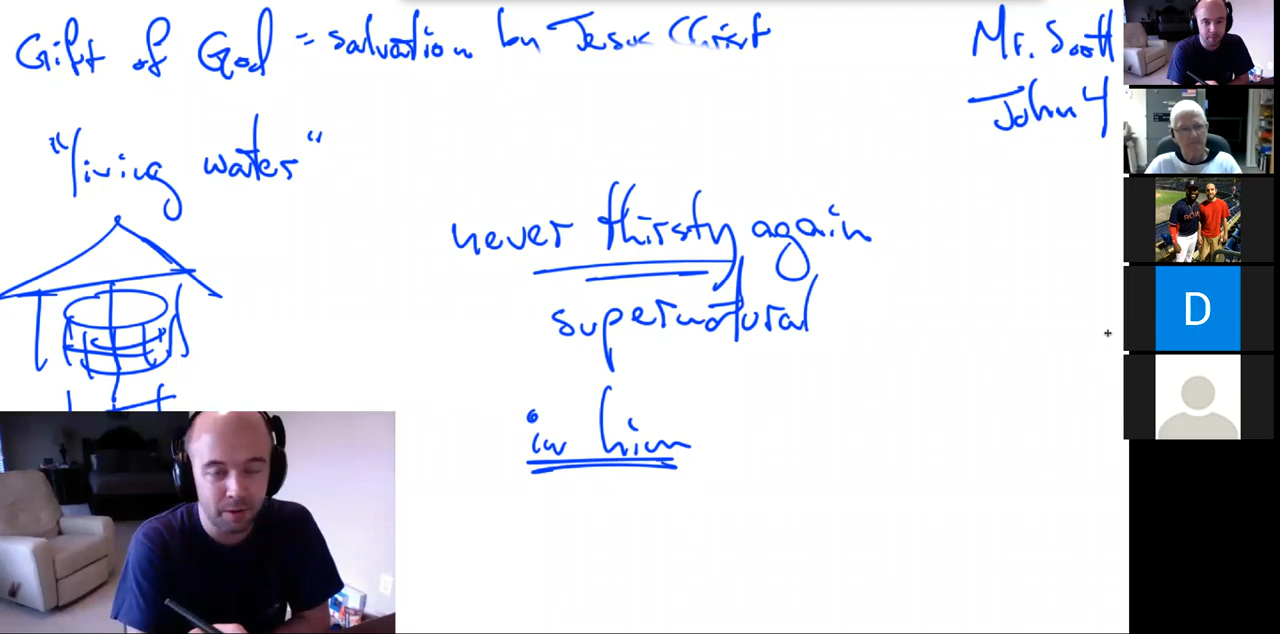 Gift of God = salvation by Jesus Christ
Mr. Scott
John 4
"living water"
never thirsty again
supernatural
in him
D